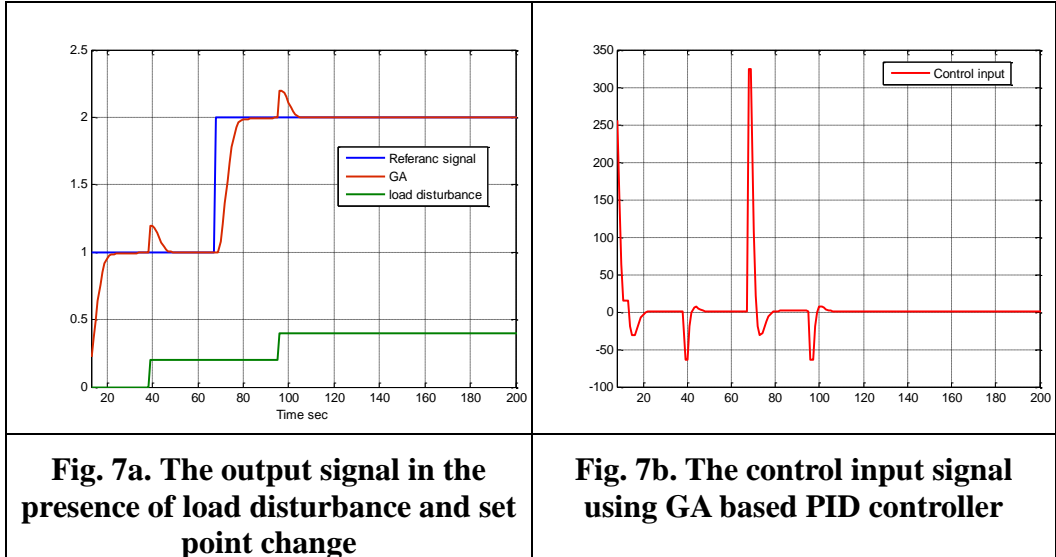 2.5
2
1.5
1
0.5
0
20 40 60 80 100 120 140 160 180 200
Time sec
Referanc signal
GA
load disturbance
350
300
250
200
150
100
50
0
-50
-100
20 40 60 80 100 120 140 160 180 200
Control input
Fig. 7a. The output signal in the
presence of load disturbance and set
point change
Fig. 7b. The control input signal
using GA based PID controller